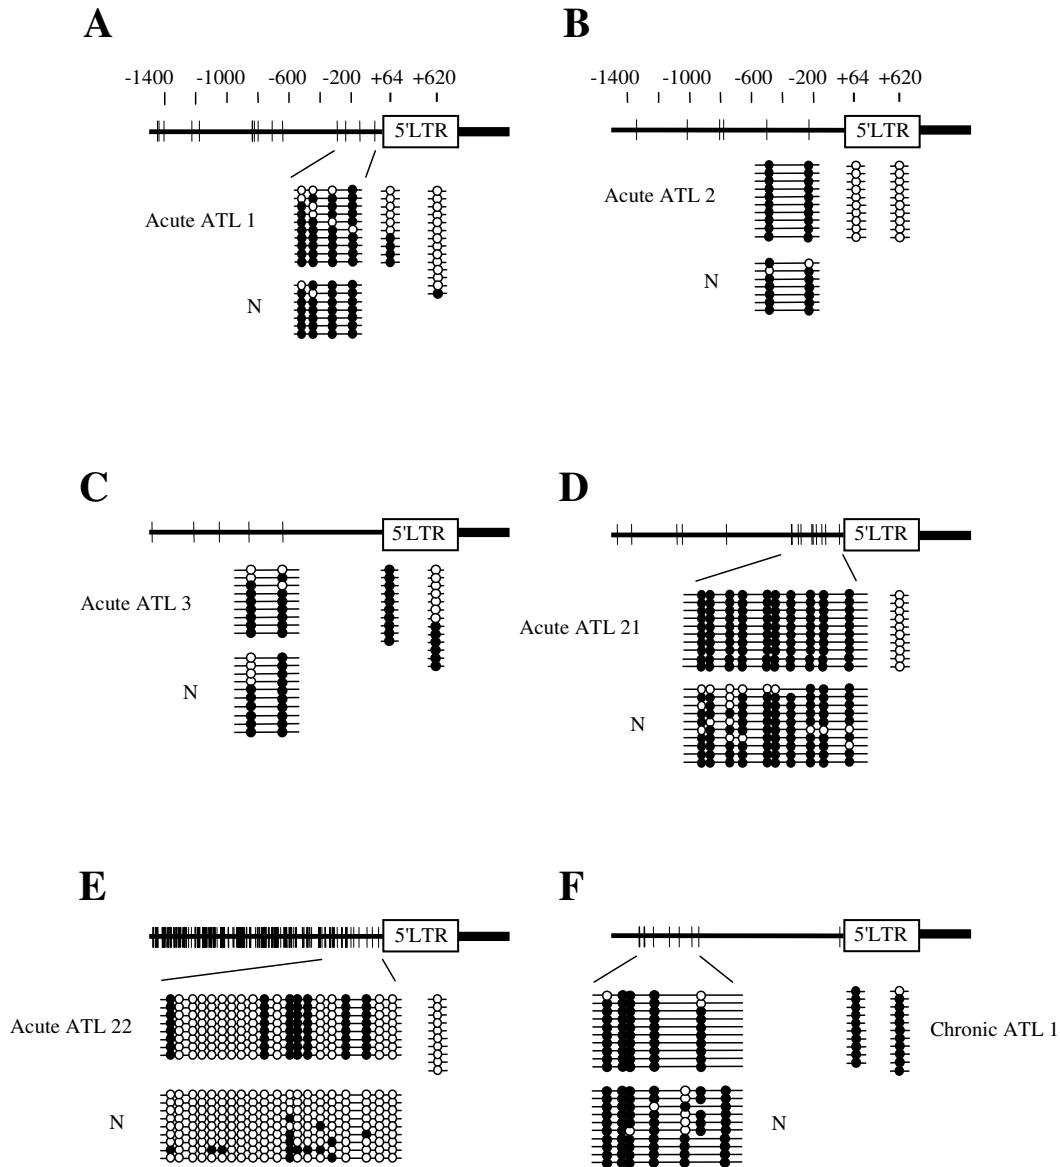 A
-1400 -1000 -600 -200 +64 +620
5'LTR
Acute ATL 1
N
B
-1400 -1000 -600 -200 +64 +620
5'LTR
Acute ATL 2
N
C
5'LTR
Acute ATL 3
N
D
5'LTR
Acute ATL 21
N
E
5'LTR
Acute ATL 22
N
F
5'LTR
Chronic ATL 1
N